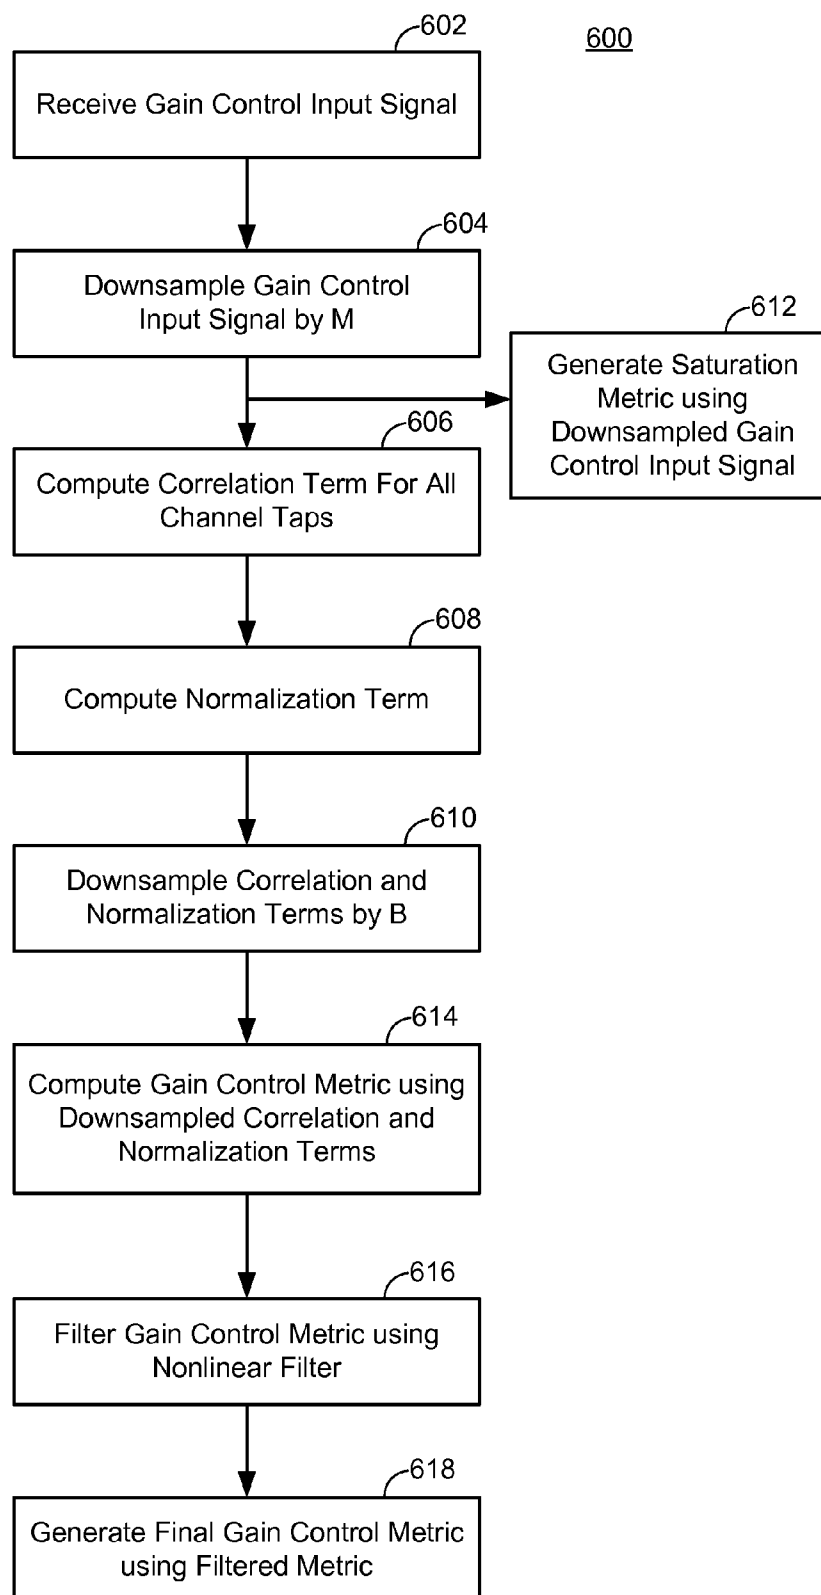 602
600
Receive Gain Control Input Signal
604
Downsample Gain Control
Input Signal by M
612
Generate Saturation
Metric using
Downsampled Gain
Control Input Signal
606
Compute Correlation Term For All
Channel Taps
608
Compute Normalization Term
610
Downsample Correlation and
Normalization Terms by B
614
Compute Gain Control Metric using
Downsampled Correlation and
Normalization Terms
616
Filter Gain Control Metric using
Nonlinear Filter
618
Generate Final Gain Control Metric
using Filtered Metric